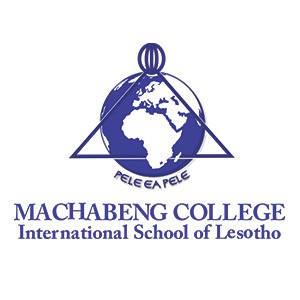 PELE EA PELE
MACHABENG COLLEGE
International School of Lesotho